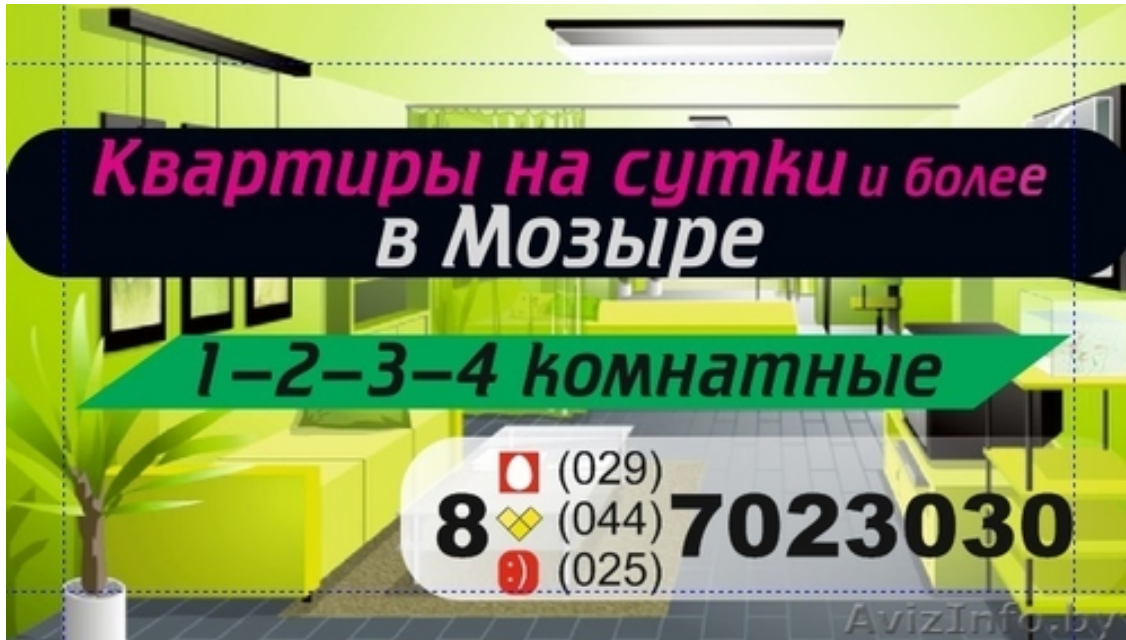 Квартиры на сутки и более
в Мозыре
1-2-3-4 комнатные
8 (029) 7023030
(044)
:) (025)
AvizInfo.by